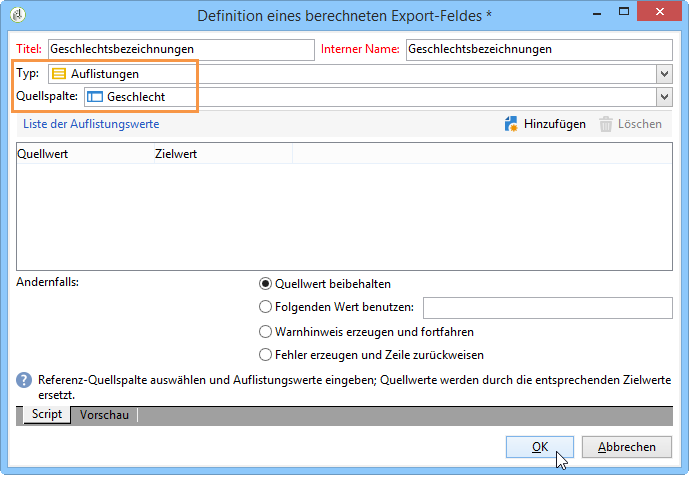 Definition eines berechneten Export-Feldes *
Titel: Geschlechtsbezeichnungen Interner Name: Geschlechtsbezeichnungen
Typ: Auflistungen
Quellspalte: Geschlecht
Liste der Auflistungswerte Hinzufügen Löschen
Quellwert Zielwert
Andernfalls: Quellwert beibehalten
Folgenden Wert benutzen:
Warnhinweis erzeugen und fortfahren
Fehler erzeugen und Zeile zurückweisen
Referenz-Quellspalte auswählen und Auflistungswerte eingeben; Quellwerte werden durch die entsprechenden Zielwerte
ersetzt.
Script Vorschau
OK Abbrechen